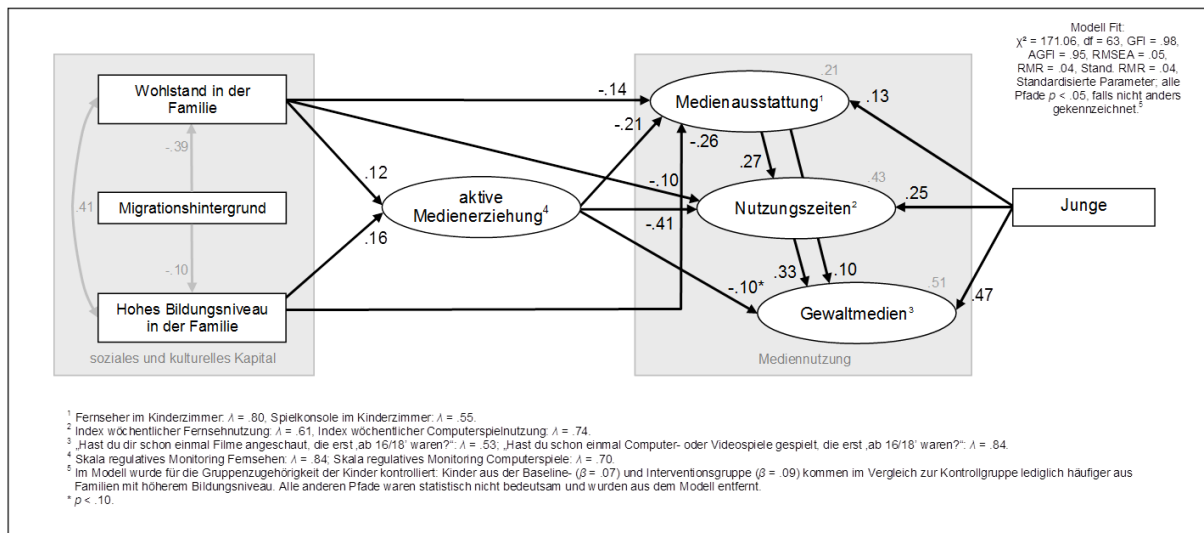 Modell Fit:
χ² = 171.06, df = 63, GFI = .98,
AGFI = .95, RMSEA = .05,
RMR = .04, Stand. RMR = .04,
Standardisierte Parameter; alle
Pfade p < .05, falls nicht anders
gekennzeichnet.⁵
Wohlstand in der
Familie
-.39
Migrationshintergrund
.41
-.10
Hohes Bildungsniveau
in der Familie
soziales und kulturelles Kapital
.12
.16
aktive
Medienerziehung⁴
-.14
-.21
-.26
-.10
-.41
-.10*
.21
Medienausstattung¹
.27
.43
Nutzungszeiten²
.33
.10
.51
Gewaltmedien³
Mediennutzung
.13
.25
.47
Junge
¹ Fernseher im Kinderzimmer: λ = .80, Spielkonsole im Kinderzimmer: λ = .55.
² Index wöchentlicher Fernsehnutzung: λ = .61, Index wöchentlicher Computerspielnutzung: λ = .74.
³ „Hast du dir schon einmal Filme angeschaut, die erst ‚ab 16/18’ waren?“: λ = .53; „Hast du schon einmal Computer- oder Videospiele gespielt, die erst ‚ab 16/18’ waren?“: λ = .84.
⁴ Skala regulatives Monitoring Fernsehen: λ = .84; Skala regulatives Monitoring Computerspiele: λ = .70.
⁵ Im Modell wurde für die Gruppenzugehörigkeit der Kinder kontrolliert: Kinder aus der Baseline- (β = .07) und Interventionsgruppe (β = .09) kommen im Vergleich zur Kontrollgruppe lediglich häufiger aus
Familien mit höherem Bildungsniveau. Alle anderen Pfade waren statistisch nicht bedeutsam und wurden aus dem Modell entfernt.
* p < .10.